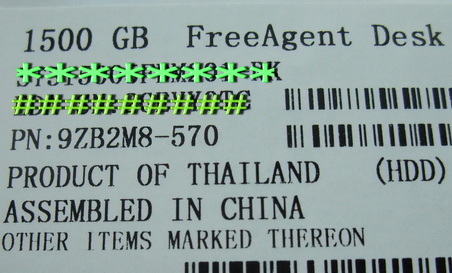 1500 GB FreeAgent Desk
PN:9ZB2M8-570
PRODUCT OF THAILAND (HDD)
ASSEMBLED IN CHINA
OTHER ITEMS MARKED THEREON